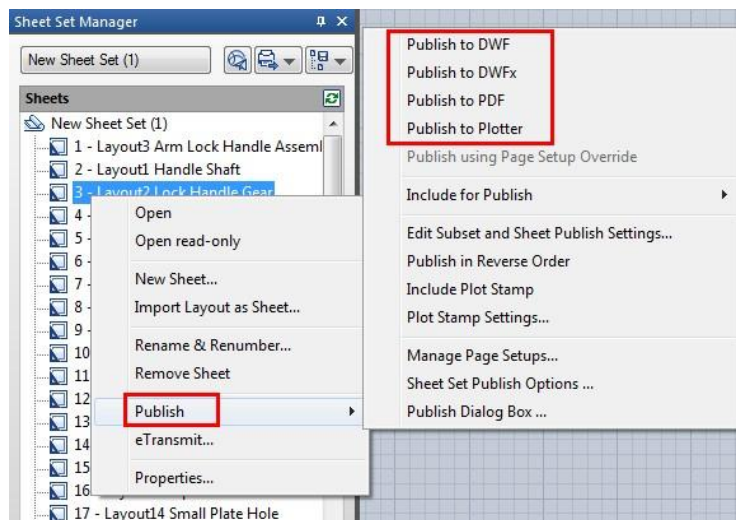 Sheet Set Manager
New Sheet Set (1)
Sheets
New Sheet Set (1)
1 - Layout3 Arm Lock Handle Asseml
2 - Layout1 Handle Shaft
3 - Layout2 Lock Handle Gear
4 -
5 -
6 -
7 -
8 -
9 -
10
11
12
13
14
15
16
17 - Layout14 Small Plate Hole
Open
Open read-only
New Sheet...
Import Layout as Sheet...
Rename & Renumber...
Remove Sheet
Publish
eTransmit...
Properties...
Publish to DWF
Publish to DWFx
Publish to PDF
Publish to Plotter
Publish using Page Setup Override
Include for Publish
Edit Subset and Sheet Publish Settings...
Publish in Reverse Order
Include Plot Stamp
Plot Stamp Settings...
Manage Page Setups...
Sheet Set Publish Options ...
Publish Dialog Box ...